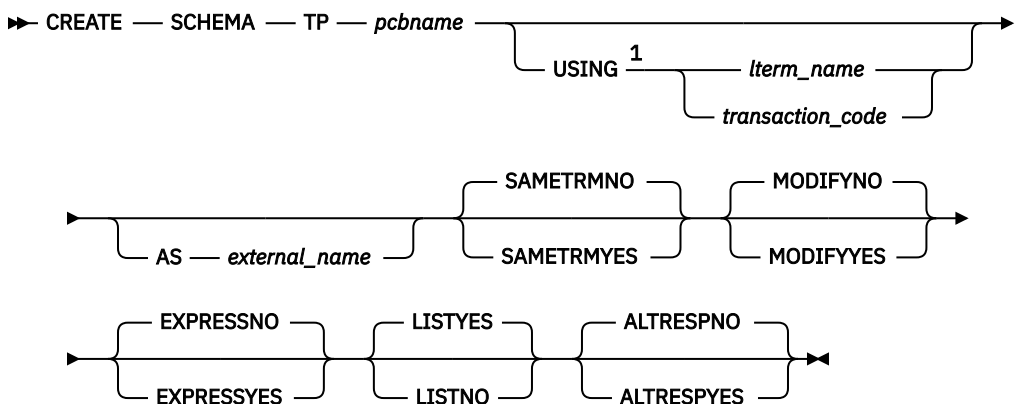 CREATE SCHEMA TP pcbname
USING 1 lterm_name
transaction_code
SAMETRMNO MODIFYNO
AS external_name SAMETRMYES MODIFYYES
EXPRESSNO LISTYES ALTRESPNO
EXPRESSYES LISTNO ALTRESPYES